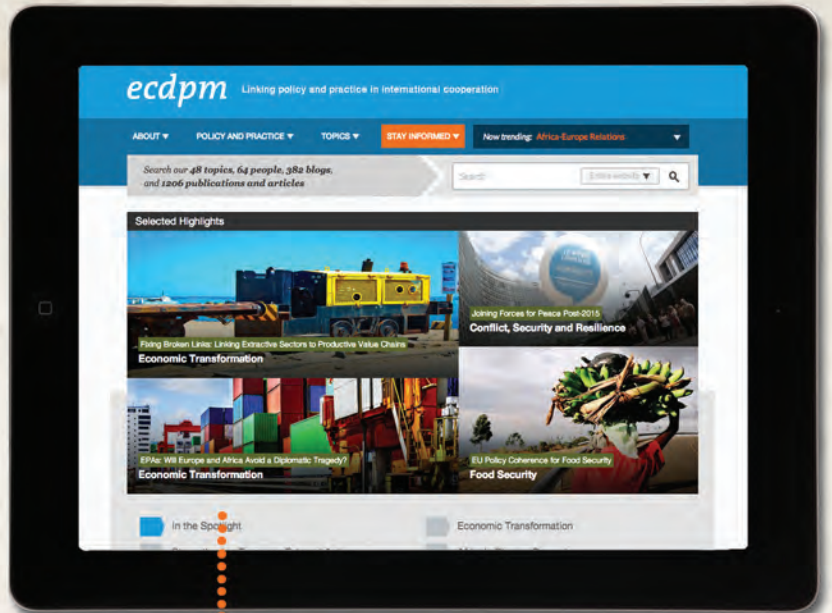 ecdpm Linking policy and practice in international cooperation
ABOUT POLICY AND PRACTICE TOPICS STAY INFORMED Now trending: Africa-Europe Relations
Search our 48 topics, 64 people, 382 blogs,
and 1206 publications and articles
Search Entire website
Selected Highlights
Fixing Broken Links: Linking Extractive Sectors to Productive Value Chains
Economic Transformation
Joining Forces for Peace Post-2015
Conflict, Security and Resilience
EPAs: Will Europe and Africa Avoid a Diplomatic Tragedy?
Economic Transformation
EU Policy Coherence for Food Security
Food Security
In the Spotlight
Economic Transformation